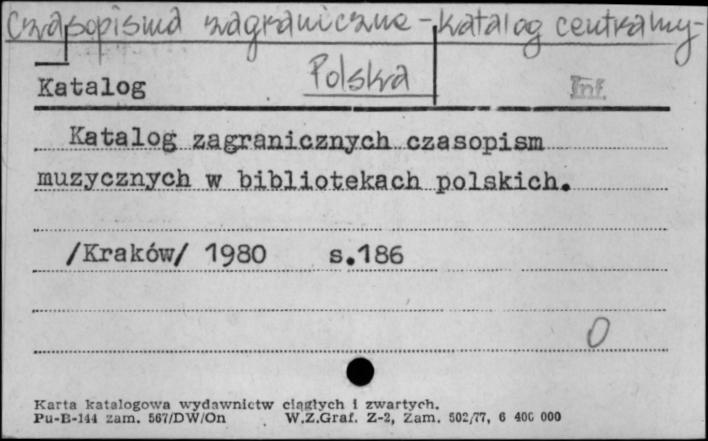 Czasopisma zagraniczne - katalog centralny -
Polska
Katalog
Inf.
Katalog zagranicznych czasopism
muzycznych w bibliotekach polskich.
/Kraków/ 1980 s.186
0
Karta katalogowa wydawnictw ciągłych i zwartych.
Pu-B-144 zam. 567/DW/On W.Z.Graf. Z-2, Zam. 502/77, 6 400 000